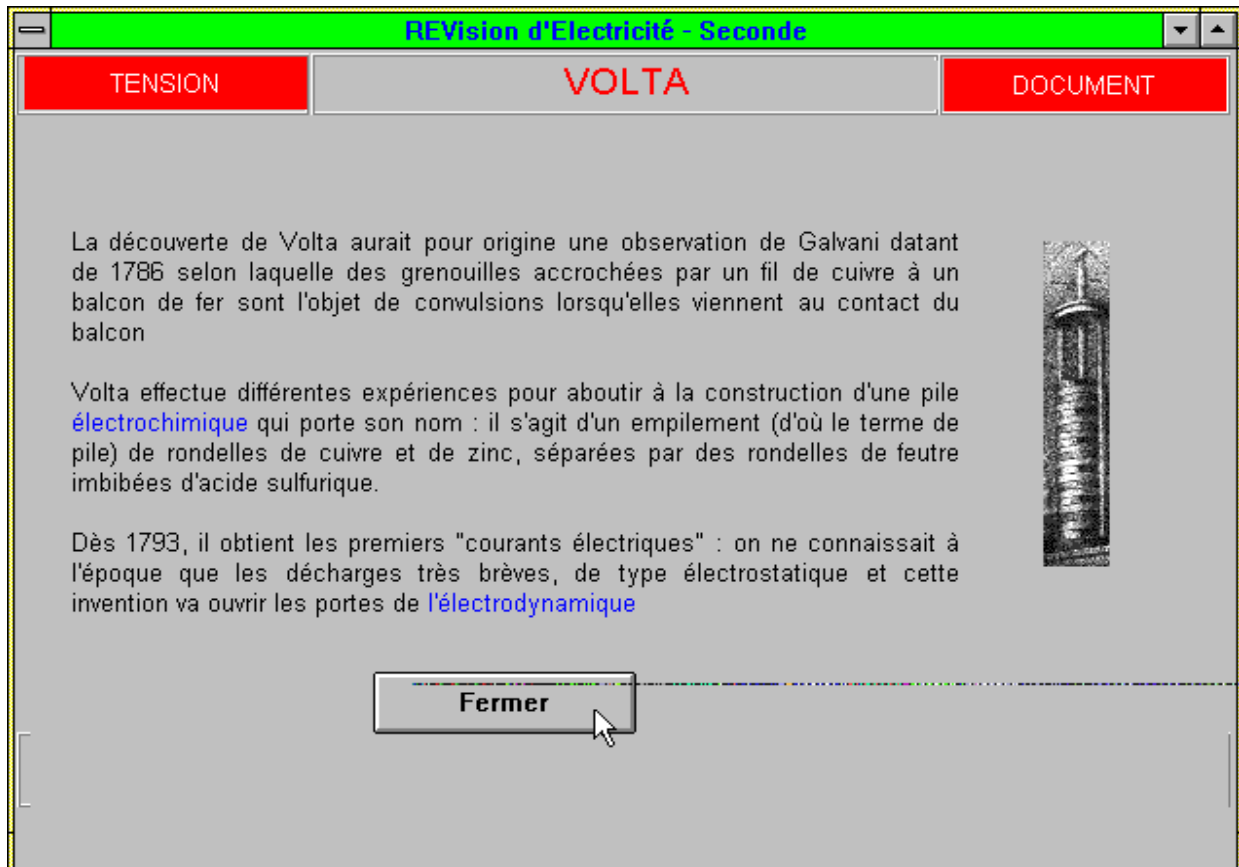 REVision d'Electricité - Seconde
TENSION
VOLTA
DOCUMENT
La découverte de Volta aurait pour origine une observation de Galvani datant
de 1786 selon laquelle des grenouilles accrochées par un fil de cuivre à un
balcon de fer sont l'objet de convulsions lorsqu'elles viennent au contact du
balcon
Volta effectue différentes expériences pour aboutir à la construction d'une pile
électrochimique qui porte son nom : il s'agit d'un empilement (d'où le terme de
pile) de rondelles de cuivre et de zinc, séparées par des rondelles de feutre
imbibées d'acide sulfurique.
Dès 1793, il obtient les premiers "courants électriques" : on ne connaissait à
l'époque que les décharges très brèves, de type électrostatique et cette
invention va ouvrir les portes de l'électrodynamique
Fermer